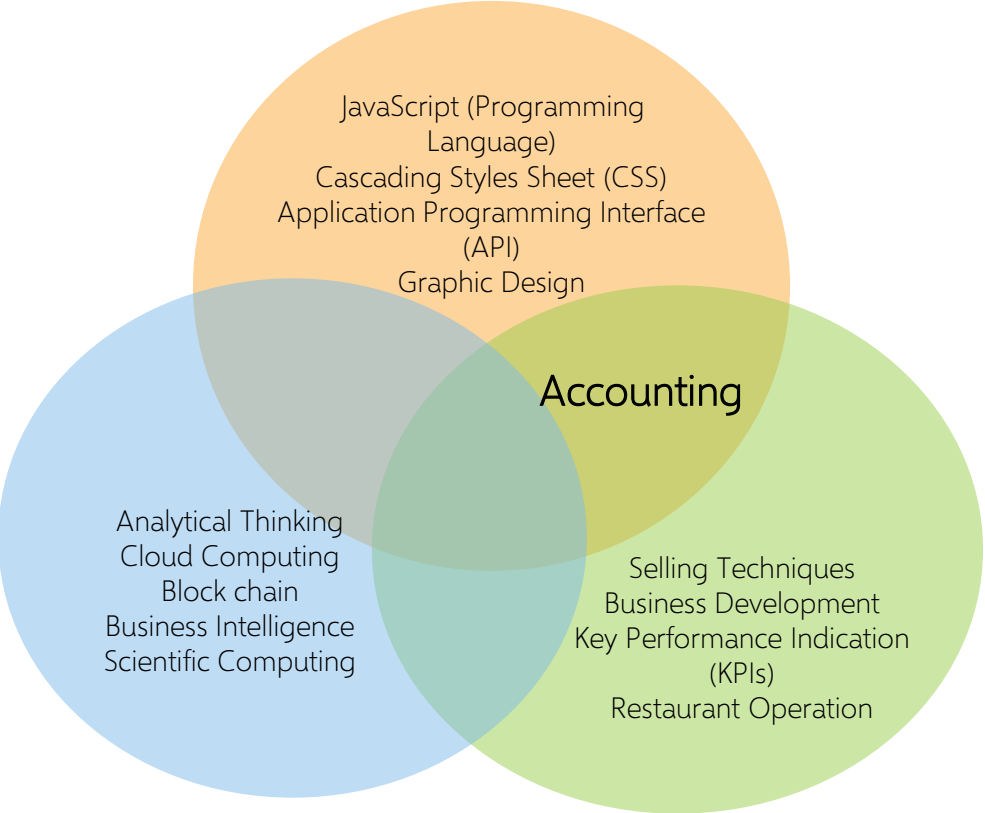 JavaScript (Programming
Language)
Cascading Styles Sheet (CSS)
Application Programming Interface
(API)
Graphic Design
Accounting
Analytical Thinking
Cloud Computing
Block chain
Business Intelligence
Scientific Computing
Selling Techniques
Business Development
Key Performance Indication
(KPIs)
Restaurant Operation